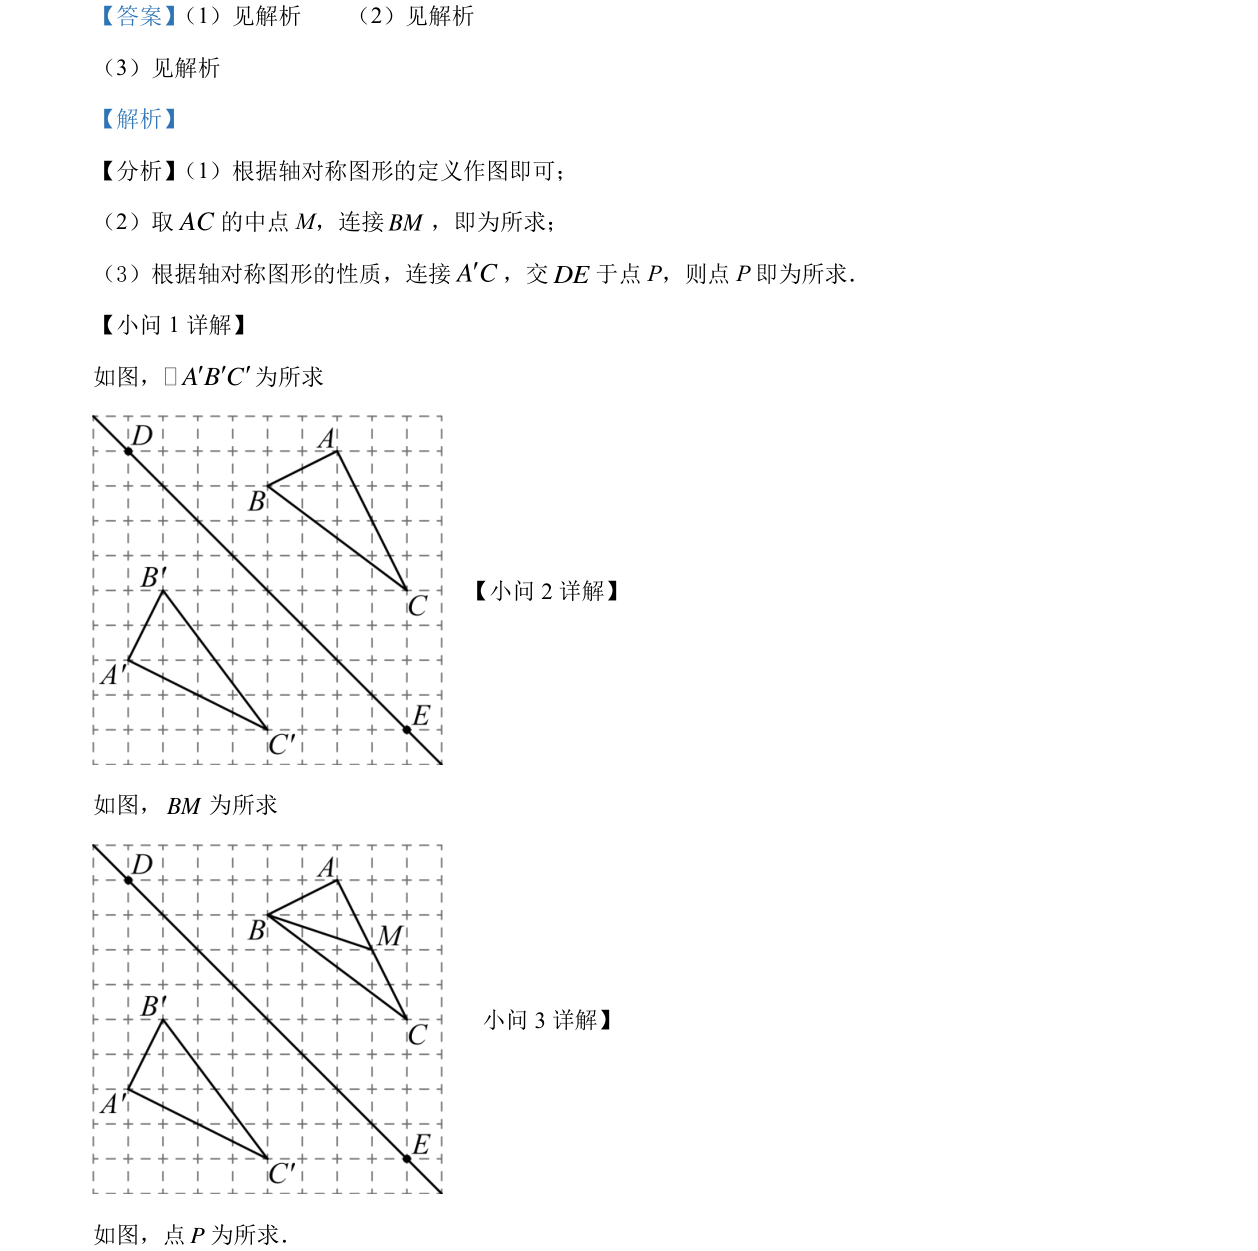 【答案】（1）见解析　　（2）见解析
（3）见解析
【解析】
【分析】（1）根据轴对称图形的定义作图即可；
（2）取 AC 的中点 M，连接 BM ，即为所求；
（3）根据轴对称图形的性质，连接 A′C ，交 DE 于点 P，则点 P 即为所求．
【小问 1 详解】
如图，□A′B′C′ 为所求
D
A
B
B′
C
A′
E
C′
【小问 2 详解】
如图， BM 为所求
D
A
B
M
B′
C
A′
E
C′
小问 3 详解】
如图，点 P 为所求．